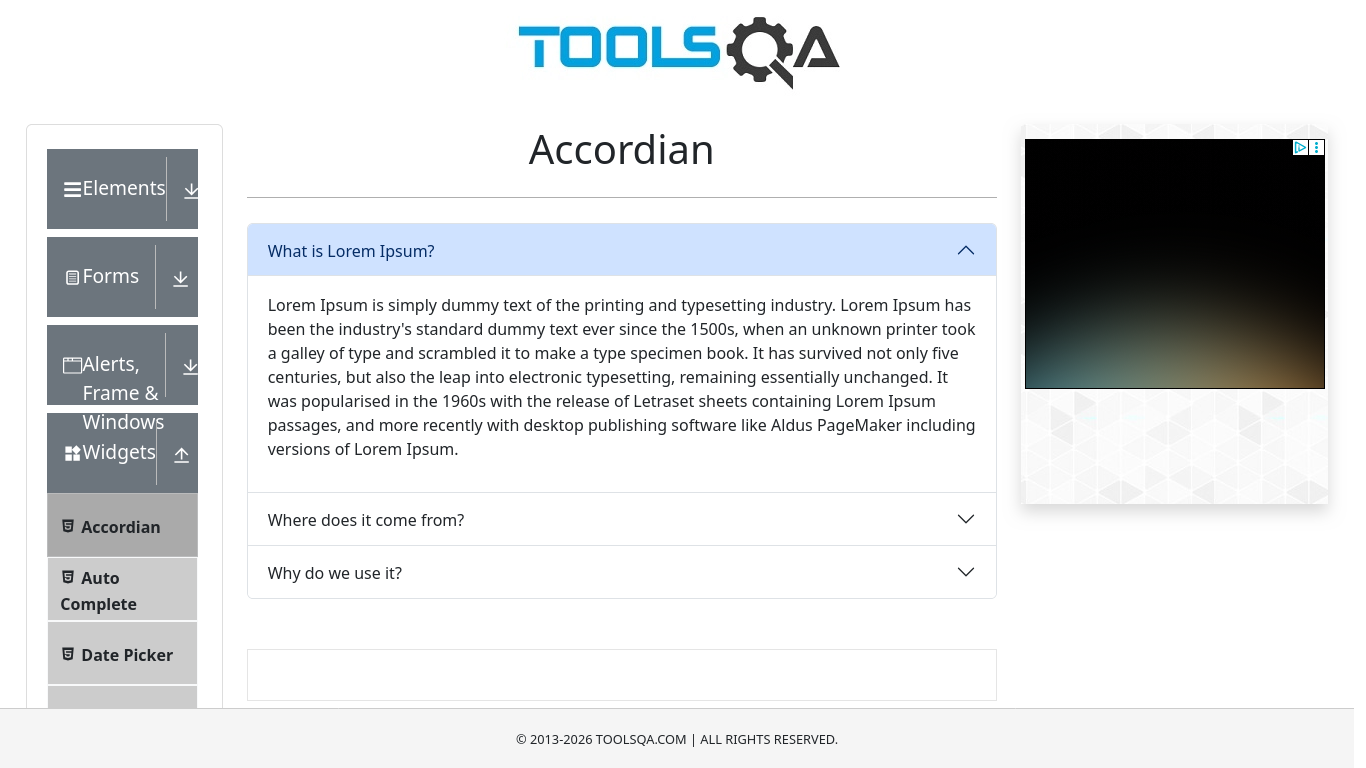 TOOLSQA
Elements
Forms
Alerts,
Frame &
Windows
Widgets
Accordian
Auto
Complete
Date Picker
Accordian
What is Lorem Ipsum?
Lorem Ipsum is simply dummy text of the printing and typesetting industry. Lorem Ipsum has
been the industry's standard dummy text ever since the 1500s, when an unknown printer took
a galley of type and scrambled it to make a type specimen book. It has survived not only five
centuries, but also the leap into electronic typesetting, remaining essentially unchanged. It
was popularised in the 1960s with the release of Letraset sheets containing Lorem Ipsum
passages, and more recently with desktop publishing software like Aldus PageMaker including
versions of Lorem Ipsum.
Where does it come from?
Why do we use it?
© 2013-2026 TOOLSQA.COM | ALL RIGHTS RESERVED.